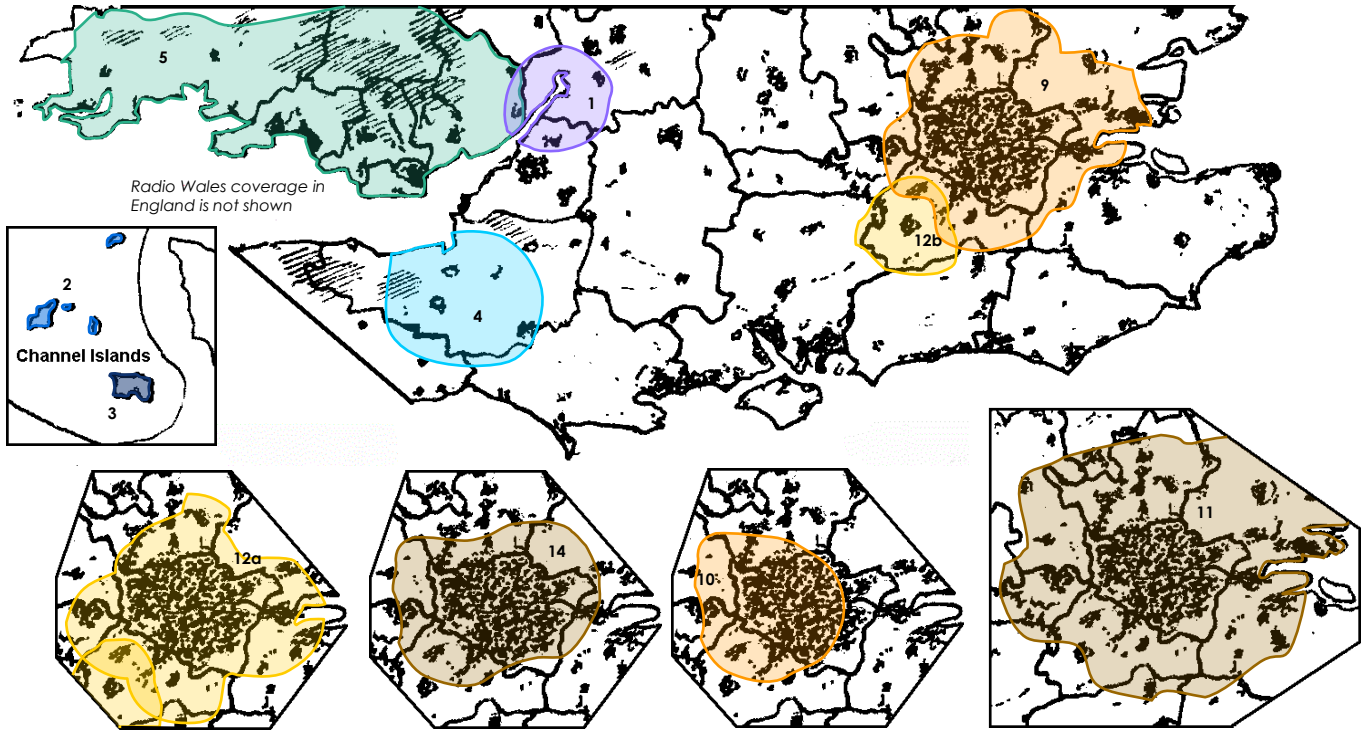 5
1
9
Radio Wales coverage in
England is not shown
12b
2
4
Channel Islands
3
11
12a
14
10